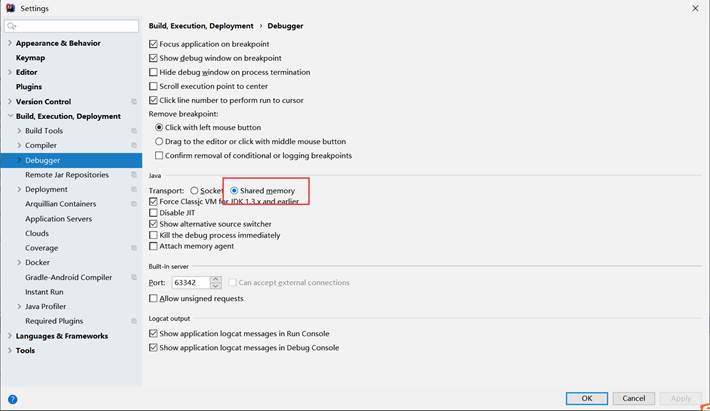 Settings
Build, Execution, Deployment › Debugger
Appearance & Behavior
Keymap
Editor
Plugins
Version Control
Build, Execution, Deployment
Build Tools
Compiler
Debugger
Remote Jar Repositories
Deployment
Arquillian Containers
Application Servers
Clouds
Coverage
Docker
Gradle-Android Compiler
Instant Run
Java Profiler
Required Plugins
Languages & Frameworks
Tools
Focus application on breakpoint
Show debug window on breakpoint
Hide debug window on process termination
Scroll execution point to center
Click line number to perform run to cursor
Remove breakpoint:
Click with left mouse button
Drag to the editor or click with middle mouse button
Confirm removal of conditional or logging breakpoints
Java
Transport: Socket Shared memory
Force Classic VM for JDK 1.3.x and earlier
Disable JIT
Show alternative source switcher
Kill the debug process immediately
Attach memory agent
Built-in server
Port: 63342 Can accept external connections
Allow unsigned requests
Logcat output
Show application logcat messages in Run Console
Show application logcat messages in Debug Console
? OK Cancel Apply